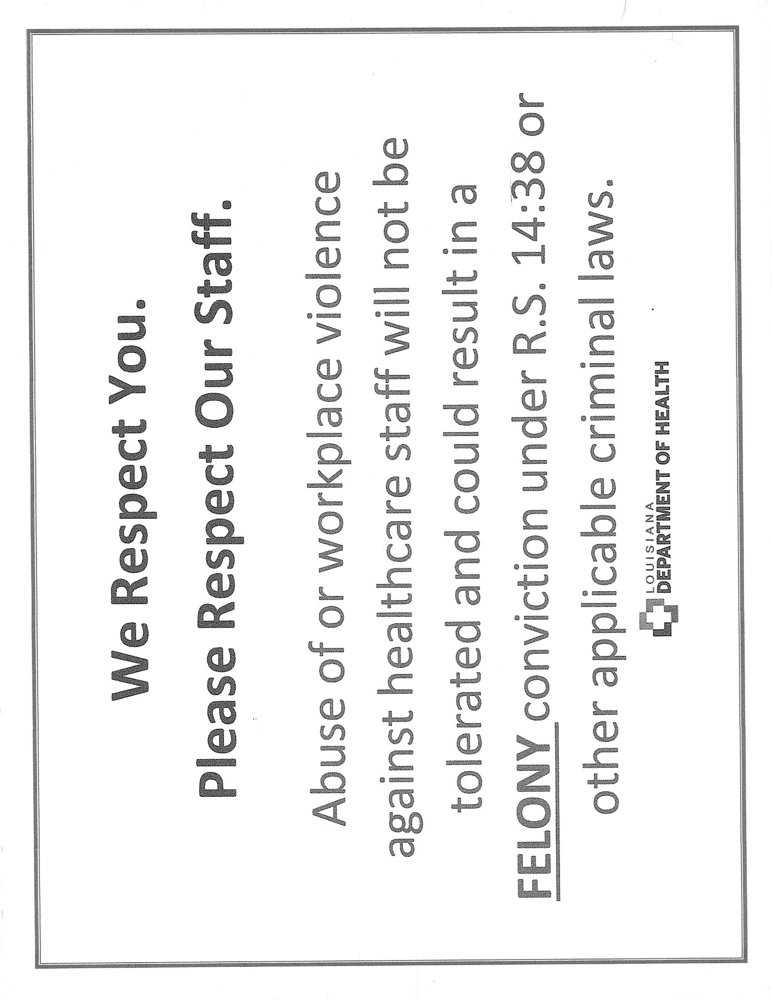 We Respect You.
Please Respect Our Staff.
Abuse of or workplace violence
against healthcare staff will not be
tolerated and could result in a
FELONY conviction under R.S. 14:38 or
other applicable criminal laws.
LOUISIANA
DEPARTMENT OF HEALTH